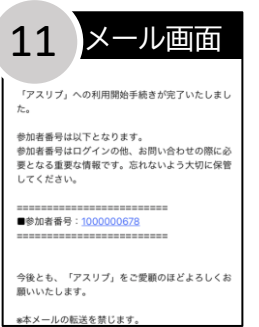 11 メール画面
「アスリブ」への利用開始手続きが完了いたしまし
た。
参加者番号は以下となります。
参加者番号はログインの他、お問い合わせの際に必
要となる重要な情報です。忘れないよう大切に保管
してください。
=========================
■参加者番号：1000000678
=========================
今後とも、「アスリブ」をご愛顧のほどよろしくお
願いいたします。
※本メールの転送を禁じます。